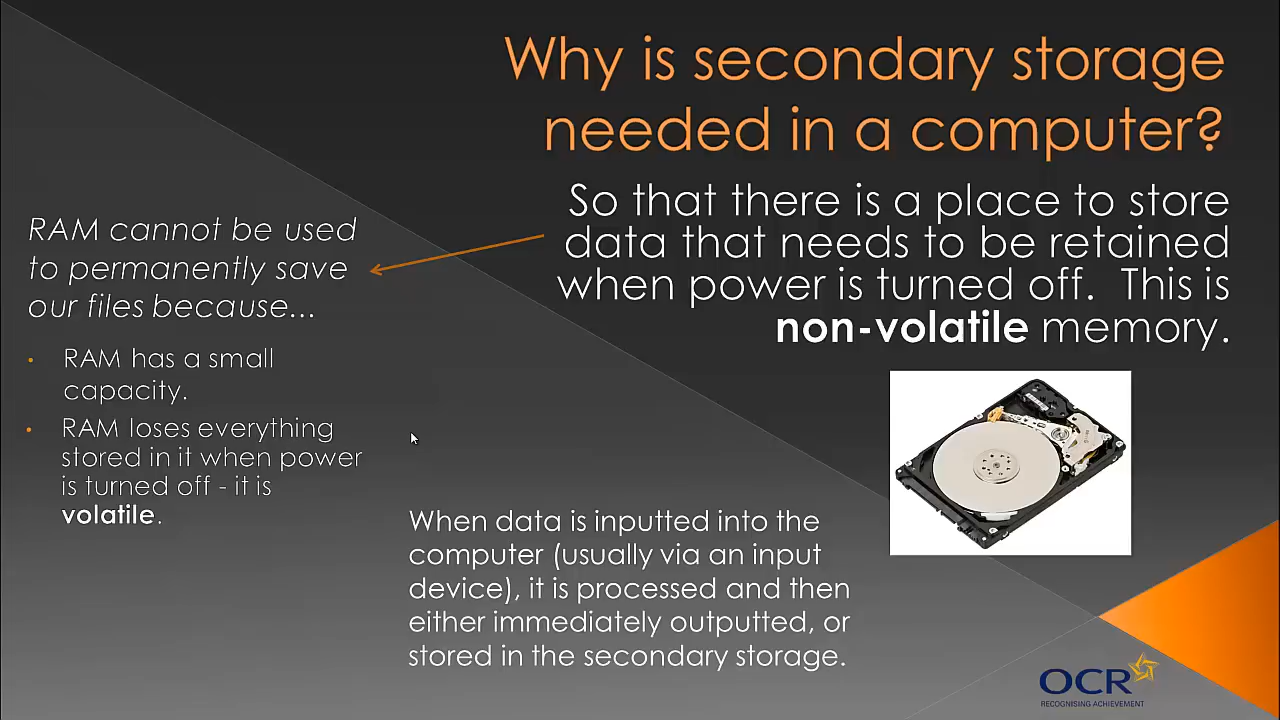 Why is secondary storage
needed in a computer?
So that there is a place to store
data that needs to be retained
when power is turned off.  This is
non-volatile memory.
RAM cannot be used
to permanently save
our files because...
• RAM has a small
capacity.
• RAM loses everything
stored in it when power
is turned off - it is
volatile.
When data is inputted into the
computer (usually via an input
device), it is processed and then
either immediately outputted, or
stored in the secondary storage.
OCR
RECOGNISING ACHIEVEMENT